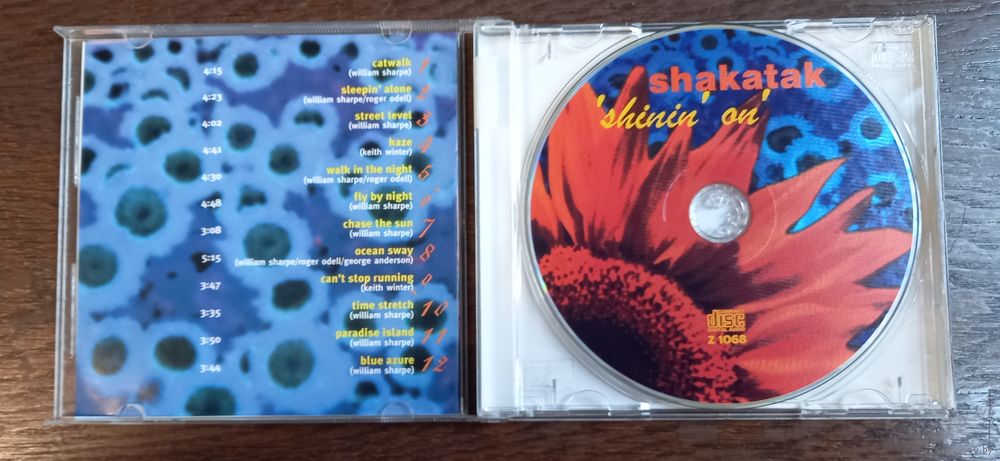 4:15 catwalk 1
(william sharpe)
4:23 sleepin' alone 2
(william sharpe/roger odell)
4:02 street level 3
(william sharpe)
4:41 haze 4
(keith winter)
4:30 walk in the night 5
(william sharpe/roger odell)
4:48 fly by night
(william sharpe)
3:08 chase the sun 7
(william sharpe)
5:15 ocean sway 8
(william sharpe/roger odell/george anderson)
3:47 can't stop running 9
(keith winter)
3:35 time stretch 10
(william sharpe)
3:50 paradise island 11
(william sharpe)
3:44 blue azure 12
(william sharpe)
shakatak
'shinin' on'
COMPACT
disc
DIGITAL AUDIO
Z 1068